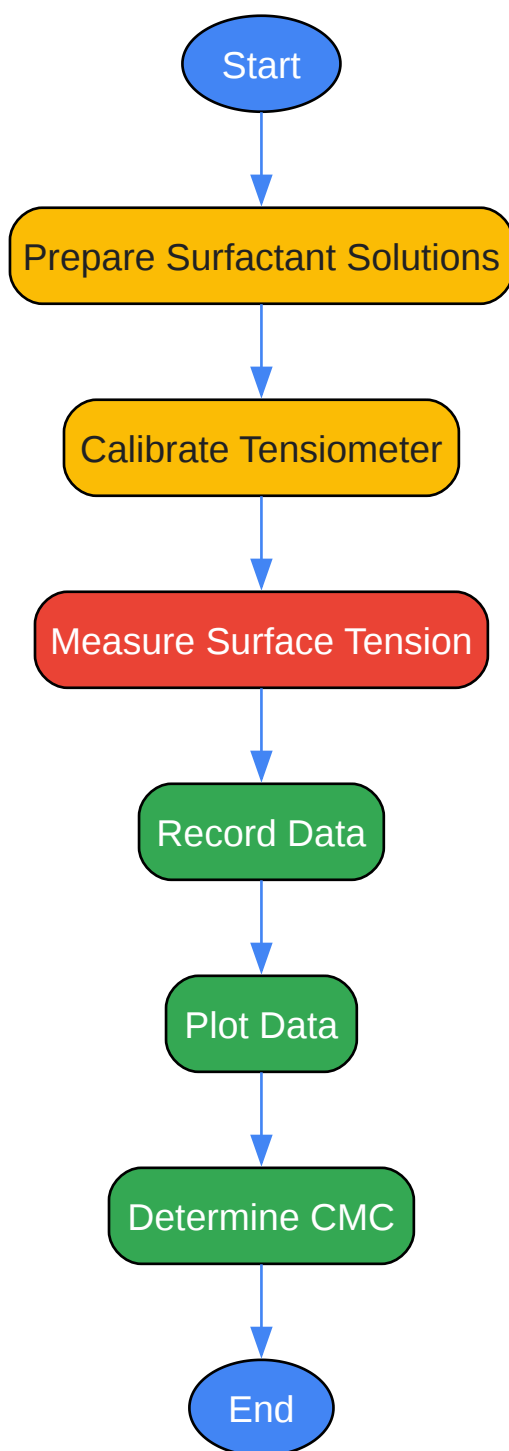 Start
Prepare Surfactant Solutions
Calibrate Tensiometer
Measure Surface Tension
Record Data
Plot Data
Determine CMC
End